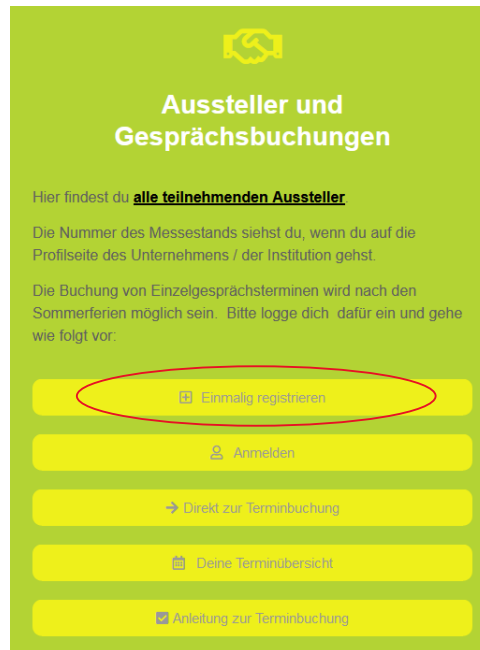 Aussteller und
Gesprächsbuchungen
Hier findest du alle teilnehmenden Aussteller.
Die Nummer des Messestands siehst du, wenn du auf die
Profilseite des Unternehmens / der Institution gehst.
Die Buchung von Einzelgesprächsterminen wird nach den
Sommerferien möglich sein. Bitte logge dich dafür ein und gehe
wie folgt vor:
Einmalig registrieren
Anmelden
Direkt zur Terminbuchung
Deine Terminübersicht
Anleitung zur Terminbuchung